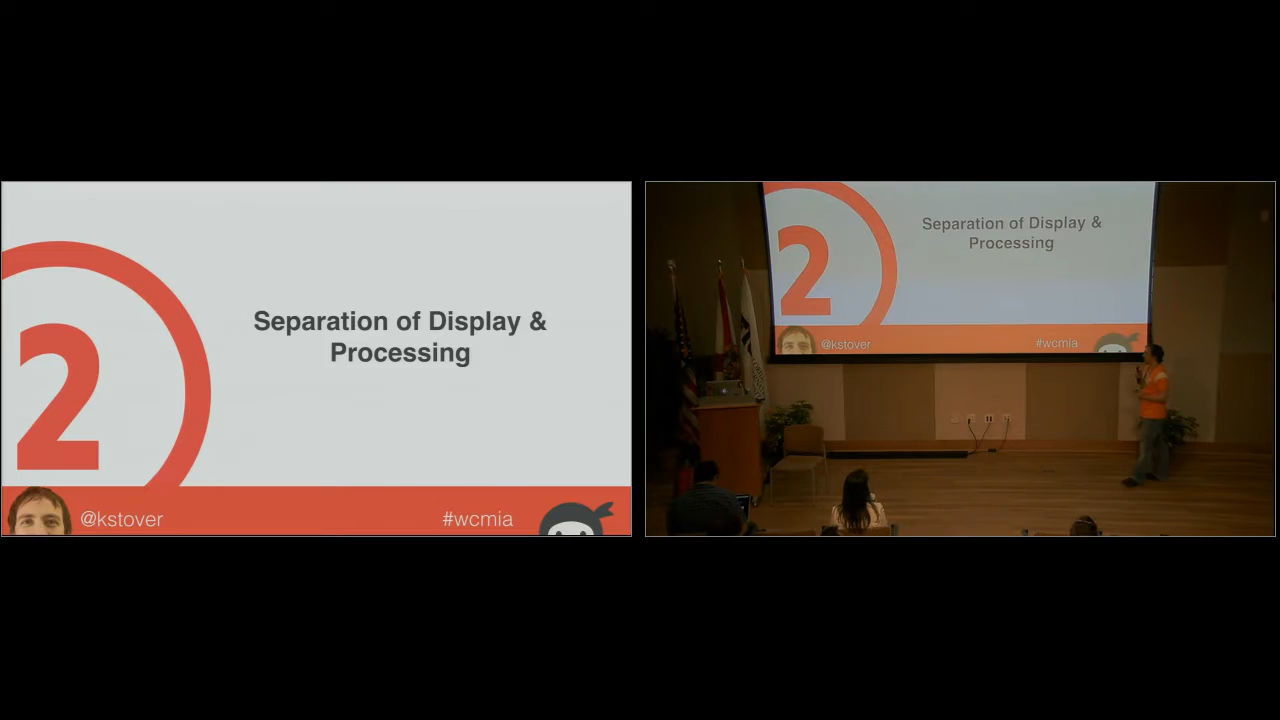 2
Separation of Display &
Processing
@kstover
#wcmia
2
Separation of Display &
Processing
@kstover
#wcmia